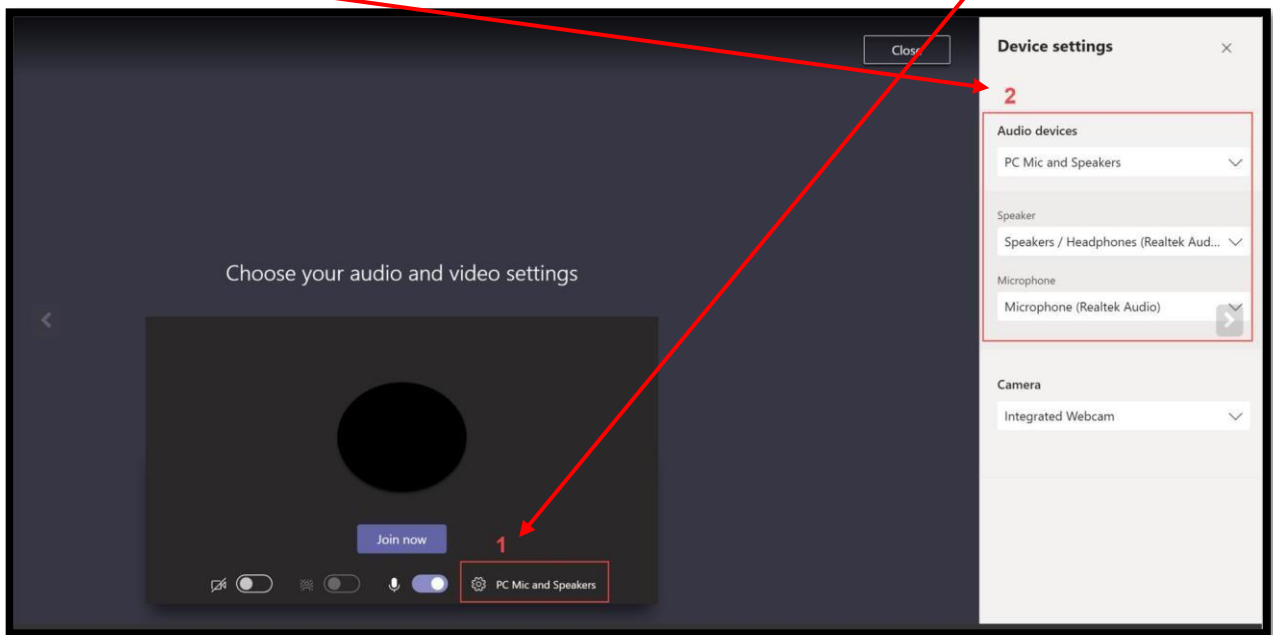 Close
Choose your audio and video settings
Join now
1
PC Mic and Speakers
Device settings
2
Audio devices
PC Mic and Speakers
Speaker
Speakers / Headphones (Realtek Aud...
Microphone
Microphone (Realtek Audio)
Camera
Integrated Webcam